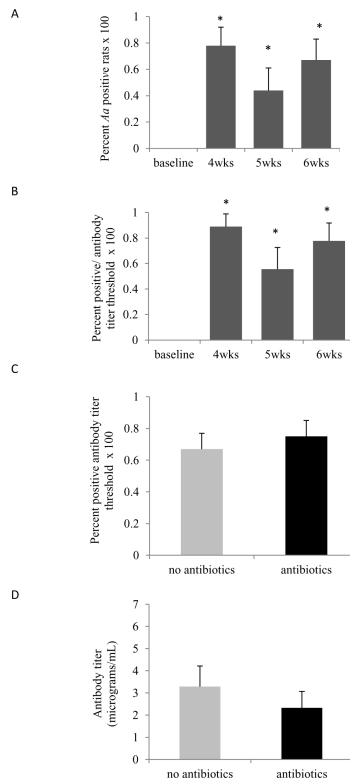 A
Percent Aa positive rats x 100
1
0.8
0.6
0.4
0.2
0
*
*
*
baseline
4wks
5wks
6wks
B
Percent positive/ antibody
titer threshold x 100
1
0.8
0.6
0.4
0.2
0
*
*
*
baseline
4wks
5wks
6wks
C
Percent positive antibody titer
threshold x 100
1
0.8
0.6
0.4
0.2
0
no antibiotics
antibiotics
D
Antibody titer
(micrograms/mL)
7
6
5
4
3
2
1
0
no antibiotics
antibiotics